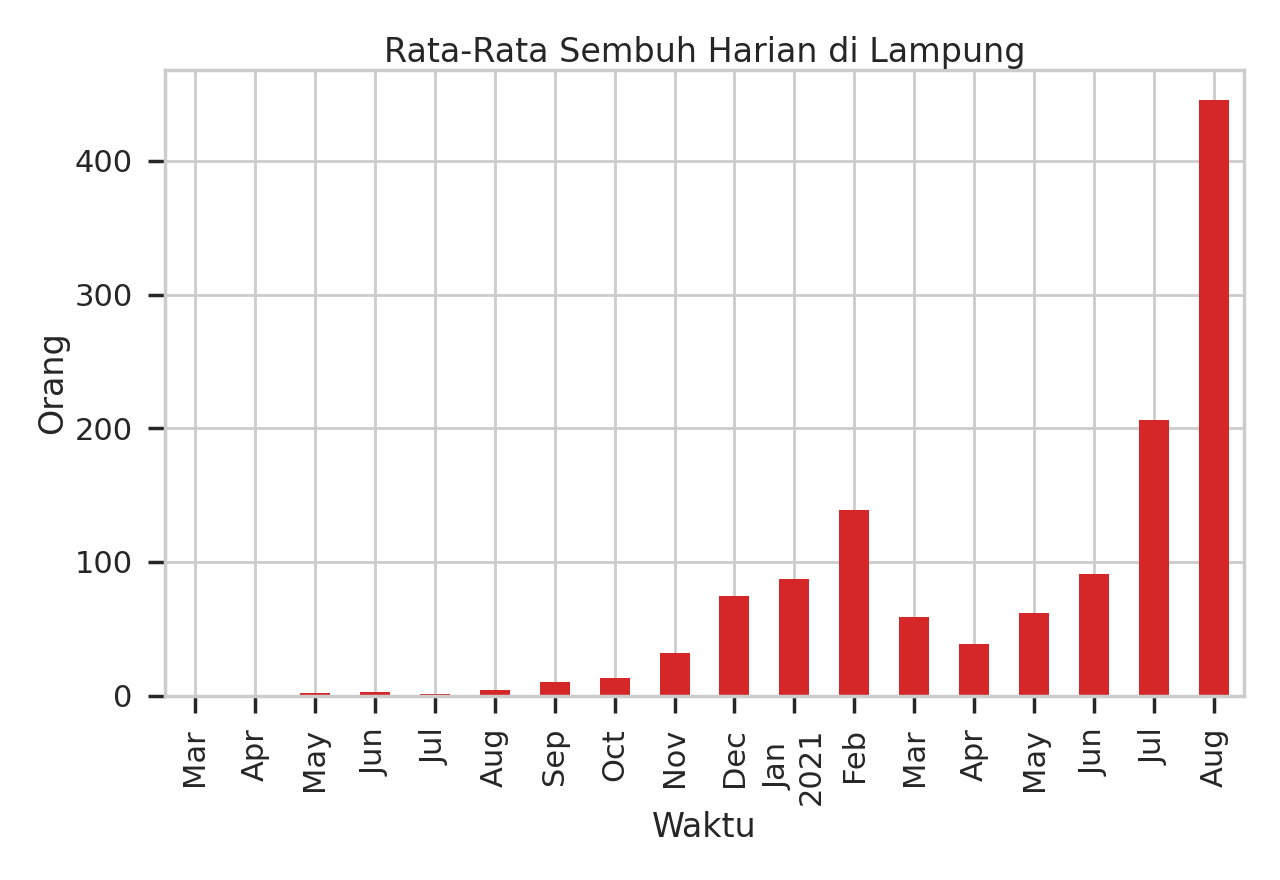 Rata-Rata Sembuh Harian di Lampung
400
300
200
100
0
Orang
Mar
Apr
May
Jun
Jul
Aug
Sep
Oct
Nov
Dec
Jan
2021
Feb
Mar
Apr
May
Jun
Jul
Aug
Waktu